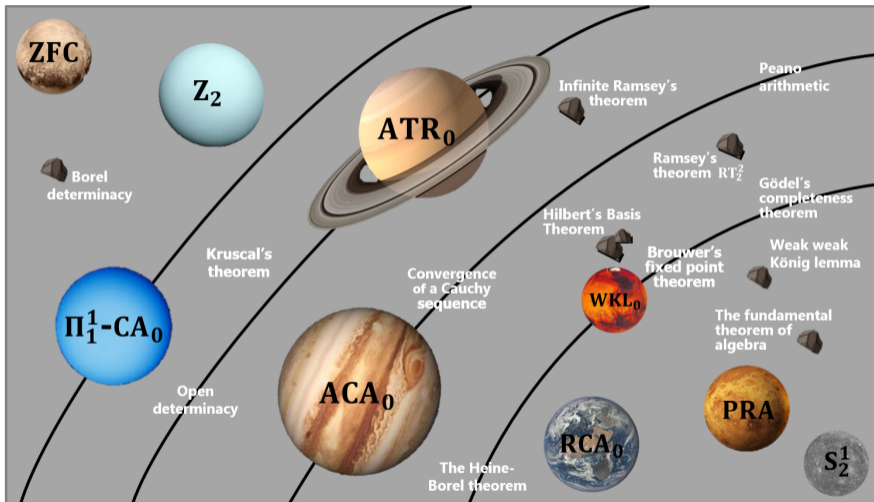 ZFC
Z₂
ATR₀
Infinite Ramsey's
theorem
Peano
arithmetic
Borel
determinacy
Ramsey's
theorem RT₂²
Gödel's
completeness
theorem
Hilbert's Basis
Theorem
Kruscal's
theorem
Convergence
of a Cauchy
sequence
Brouwer's
fixed point
theorem
Weak weak
König lemma
WKL₀
Π¹₁-CA₀
The fundamental
theorem of
algebra
Open
determinacy
ACA₀
PRA
RCA₀
S¹₂
The Heine-
Borel theorem